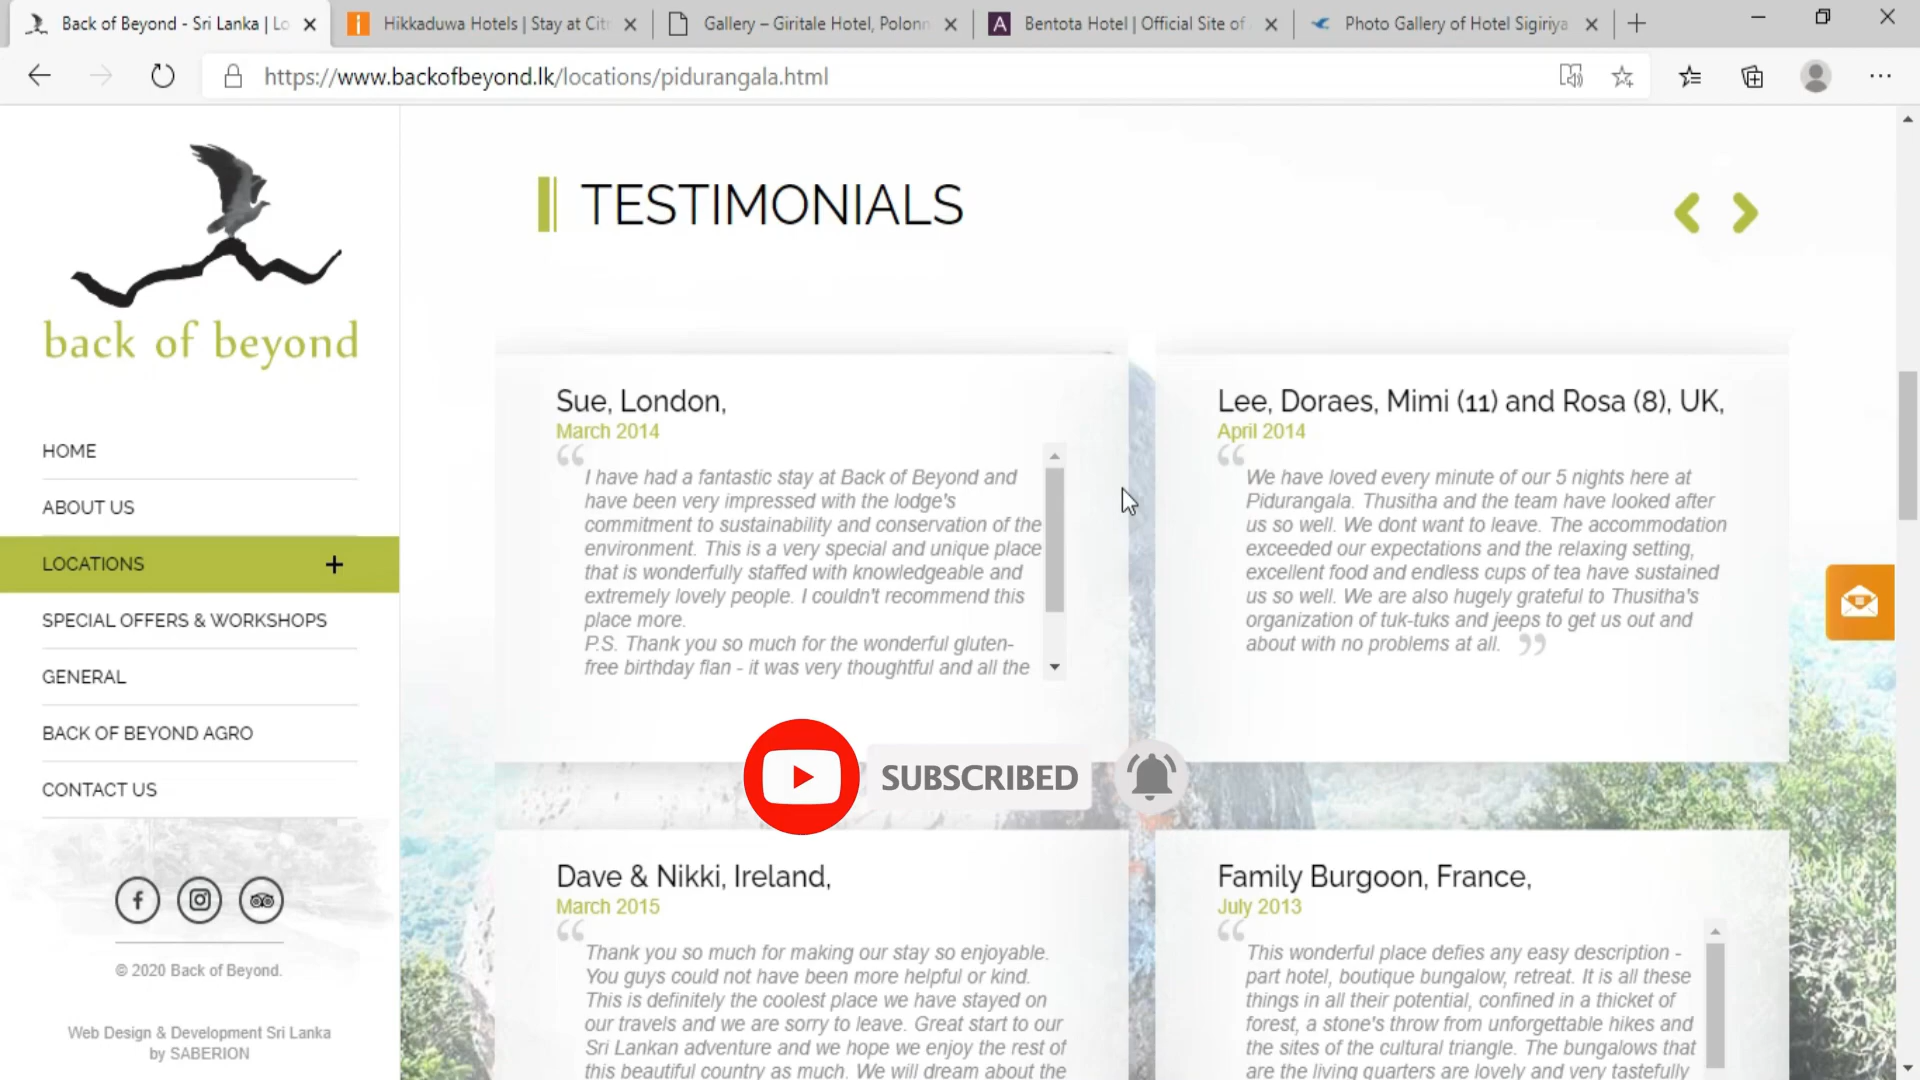 Back of Beyond - Sri Lanka | Lo
Hikkaduwa Hotels | Stay at Citr
Gallery – Giritale Hotel, Polonn
A
Bentota Hotel | Official Site of
Photo Gallery of Hotel Sigiriya
https://www.backofbeyond.lk/locations/pidurangala.html
back of beyond
HOME
ABOUT US
LOCATIONS +
SPECIAL OFFERS & WORKSHOPS
GENERAL
BACK OF BEYOND AGRO
CONTACT US
© 2020 Back of Beyond.
Web Design & Development Sri Lanka
by SABERION
TESTIMONIALS
Sue, London,
March 2014
“ I have had a fantastic stay at Back of Beyond and
have been very impressed with the lodge's
commitment to sustainability and conservation of the
environment. This is a very special and unique place
that is wonderfully staffed with knowledgeable and
extremely lovely people. I couldn't recommend this
place more.
P.S. Thank you so much for the wonderful gluten-
free birthday flan - it was very thoughtful and all the
Lee, Doraes, Mimi (11) and Rosa (8), UK,
April 2014
“ We have loved every minute of our 5 nights here at
Pidurangala. Thusitha and the team have looked after
us so well. We dont want to leave. The accommodation
exceeded our expectations and the relaxing setting,
excellent food and endless cups of tea have sustained
us so well. We are also hugely grateful to Thusitha's
organization of tuk-tuks and jeeps to get us out and
about with no problems at all. ”
SUBSCRIBED
Dave & Nikki, Ireland,
March 2015
“ Thank you so much for making our stay so enjoyable.
You guys could not have been more helpful or kind.
This is definitely the coolest place we have stayed on
our travels and we are sorry to leave. Great start to our
Sri Lankan adventure and we hope we enjoy the rest of
this beautiful country as much. We will dream about the
Family Burgoon, France,
July 2013
“ This wonderful place defies any easy description -
part hotel, boutique bungalow, retreat. It is all these
things in all their potential, confined in a thicket of
forest, a stone's throw from unforgettable hikes and
the sites of the cultural triangle. The bungalows that
are the living quarters are lovely and very tastefully